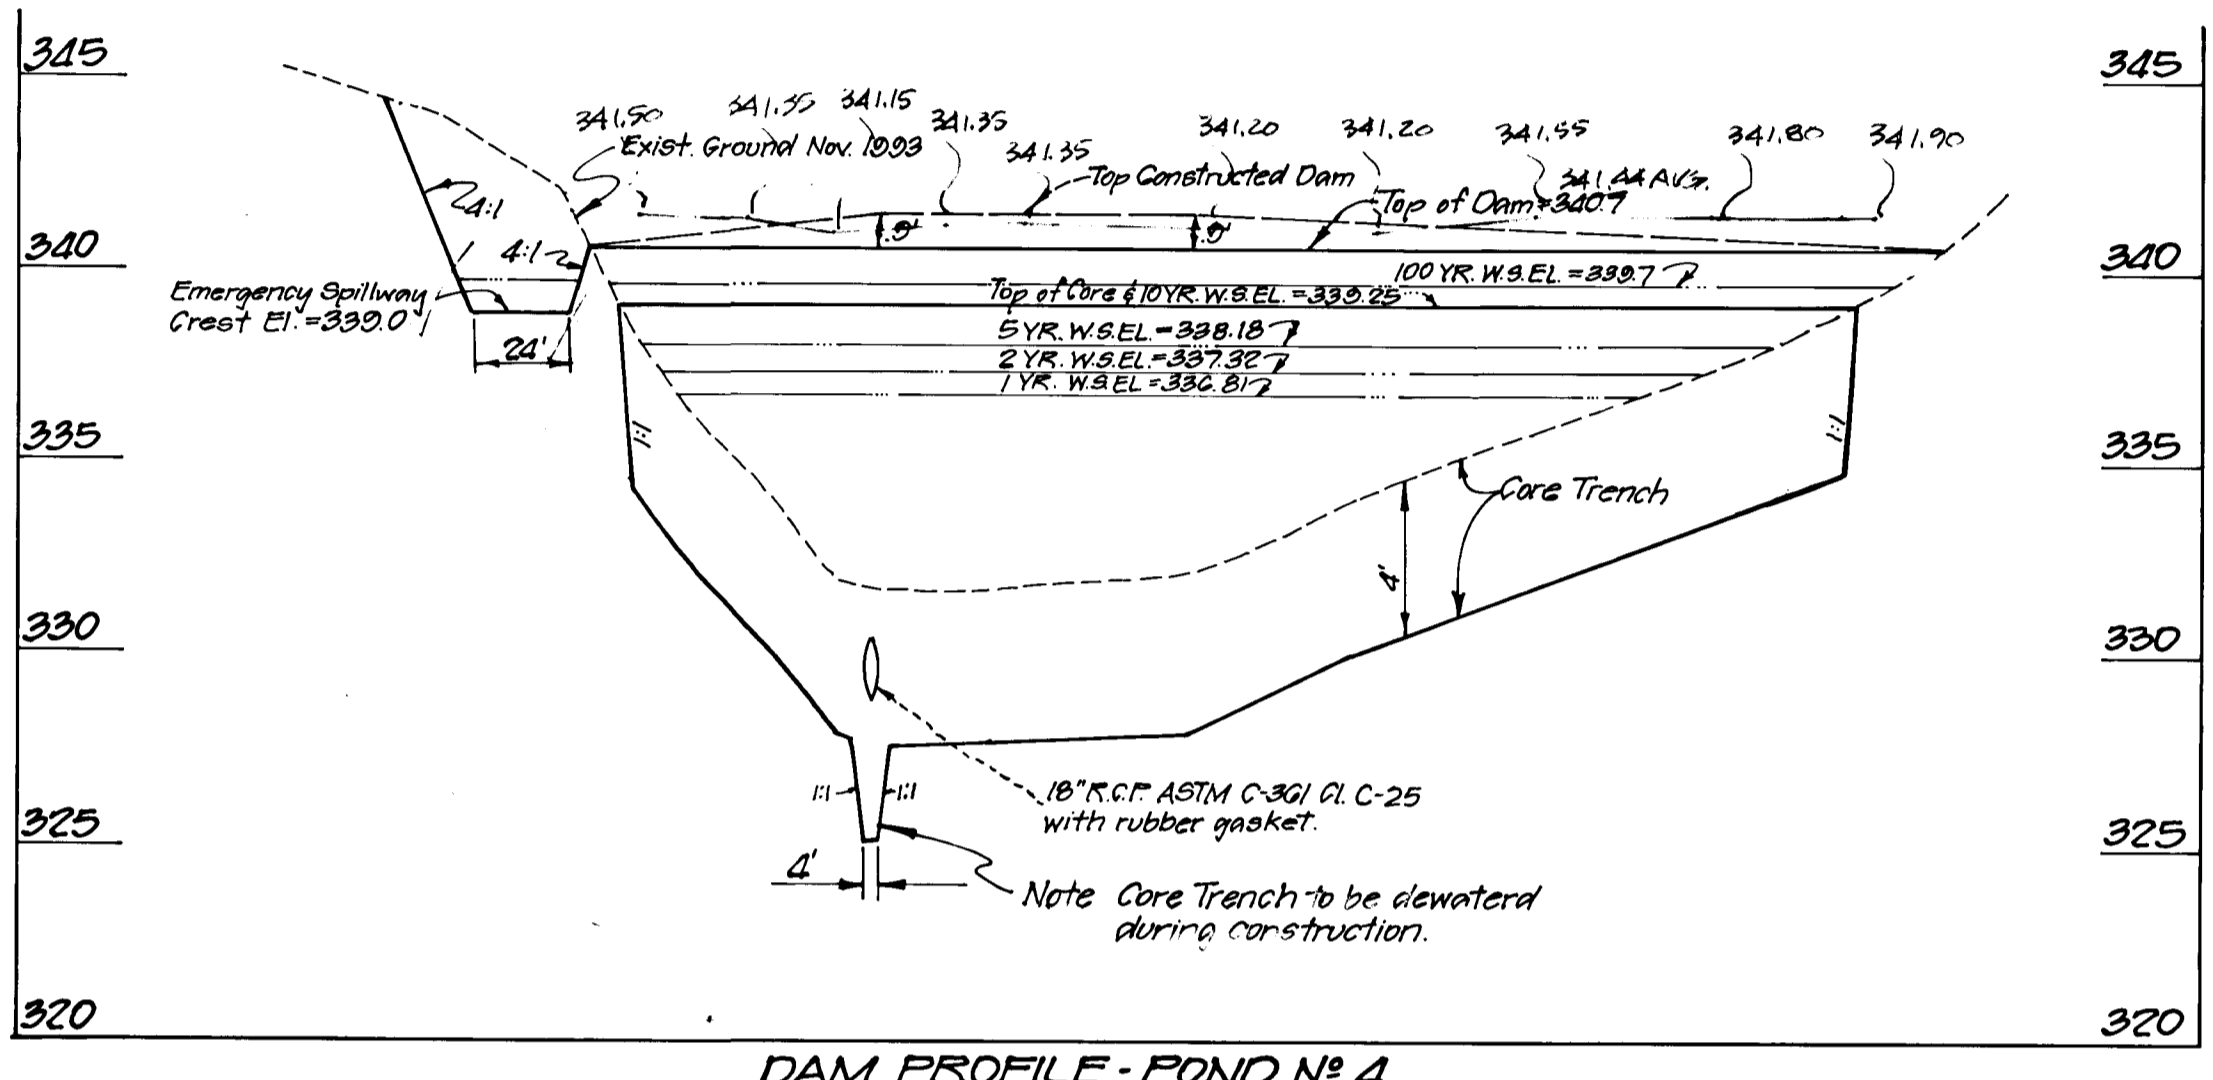 345
345
341.50
341.35
341.15
341.35
341.35
341.20
341.20
341.55
341.80
341.90
Exist. Ground Nov. 1993
Top Constructed Dam
341.44 AVG.
Top of Dam=340.7
4:1
4:1
.9'
.9'
340
340
100 YR. W.S.EL.=339.7
Emergency Spillway
Crest El.=339.0
Top of Core & 10YR. W.S.EL.=339.25
5 YR. W.S.EL.=338.18
24'
2 YR. W.S.EL.=337.32
1 YR. W.S.EL=336.81
335
335
1:1
1:1
Core Trench
4'
330
330
1:1
1:1
18" R.C.P. ASTM C-361 Cl. C-25
with rubber gasket.
325
325
4'
Note Core Trench to be dewaterd
during construction.
320
320
DAM PROFILE - POND Nº 4